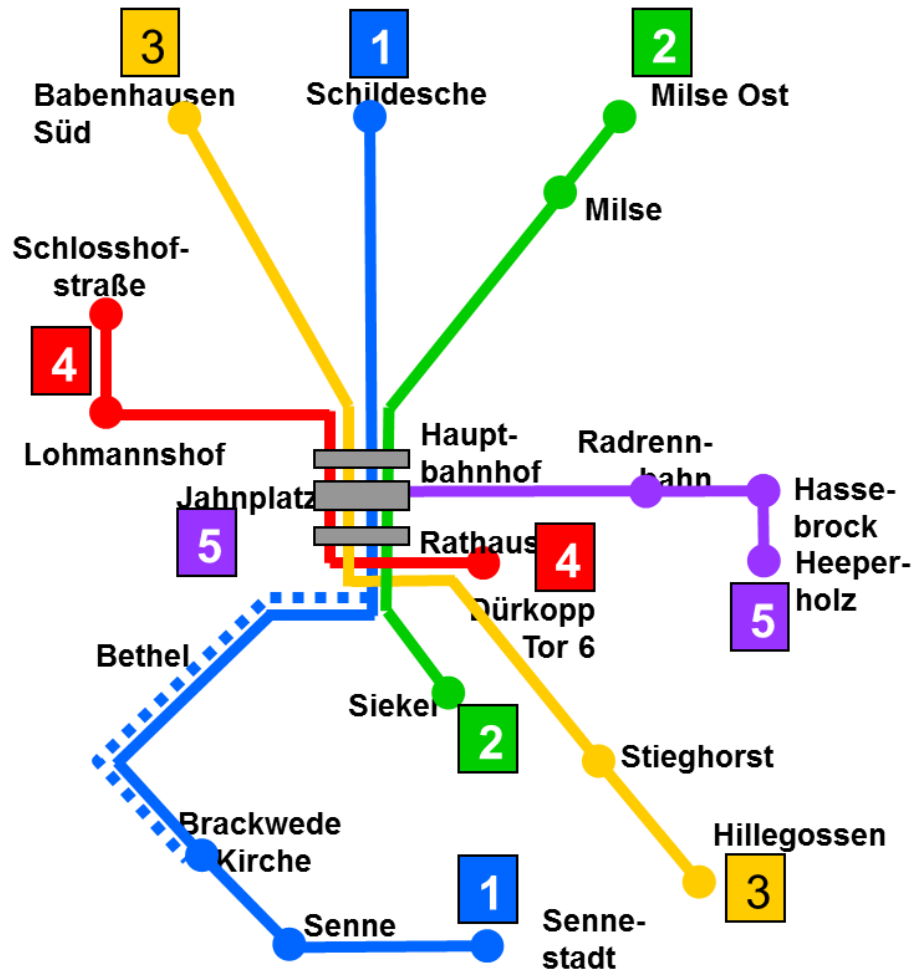 3
1
2
Babenhausen
Süd
Schildesche
Milse Ost
Milse
Schlosshof-
straße
4
Lohmannshof
Haupt-
bahnhof
Radrenn-
bahn
Jahnplatz
Hasse-
brock
5
Rathaus
4
Heeper-
holz
5
Dürkopp
Tor 6
Bethel
Siekel
2
Stieghorst
Brackwede
Kirche
Hillegossen
3
1
Senne
Senne-
stadt